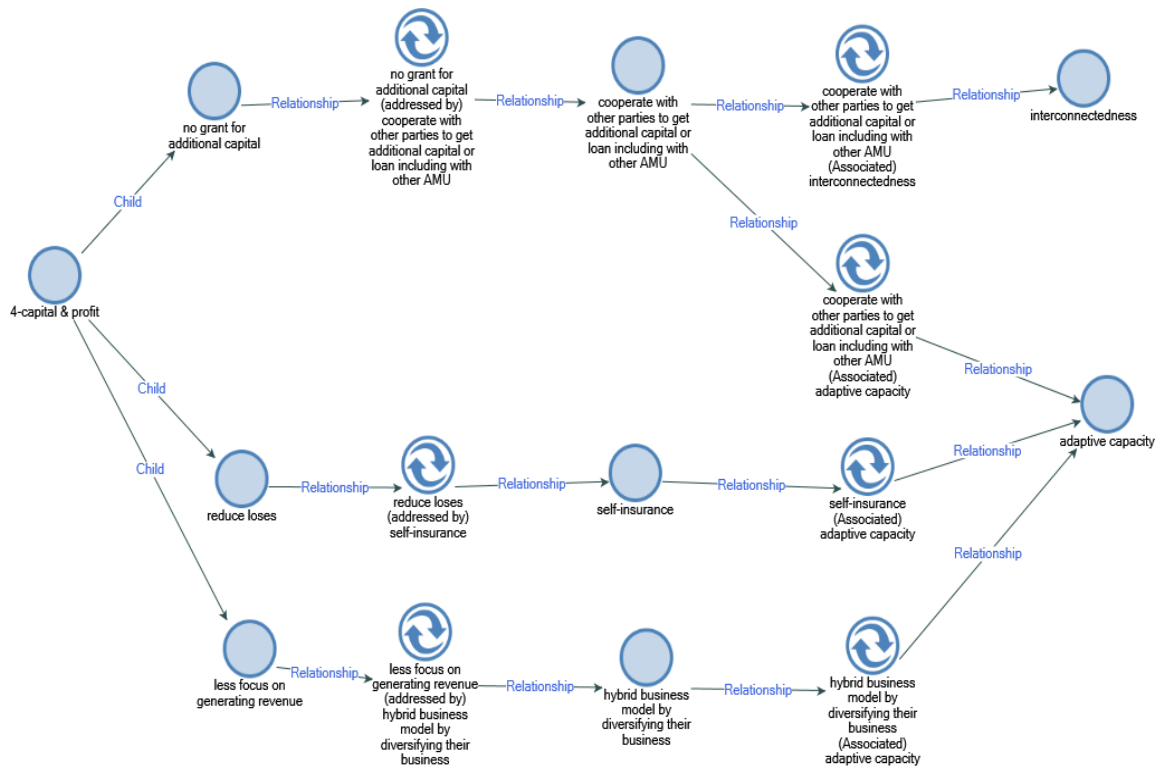 no grant for
additional capital
Relationship
no grant for
additional capital
(addressed by)
cooperate with
other parties to get
additional capital or
loan including with
other AMU
Relationship
cooperate with
other parties to get
additional capital or
loan including with
other AMU
Relationship
cooperate with
other parties to get
additional capital or
loan including with
other AMU
(Associated)
interconnectedness
Relationship
interconnectedness
Child
Relationship
4-capital & profit
cooperate with
other parties to get
additional capital or
loan including with
other AMU
(Associated)
adaptive capacity
Relationship
adaptive capacity
Child
reduce loses
Relationship
reduce loses
(addressed by)
self-insurance
Relationship
self-insurance
Relationship
self-insurance
(Associated)
adaptive capacity
Relationship
Child
less focus on
generating revenue
Relationship
less focus on
generating revenue
(addressed by)
hybrid business
model by
diversifying their
business
Relationship
hybrid business
model by
diversifying their
business
Relationship
hybrid business
model by
diversifying their
business
(Associated)
adaptive capacity
Relationship